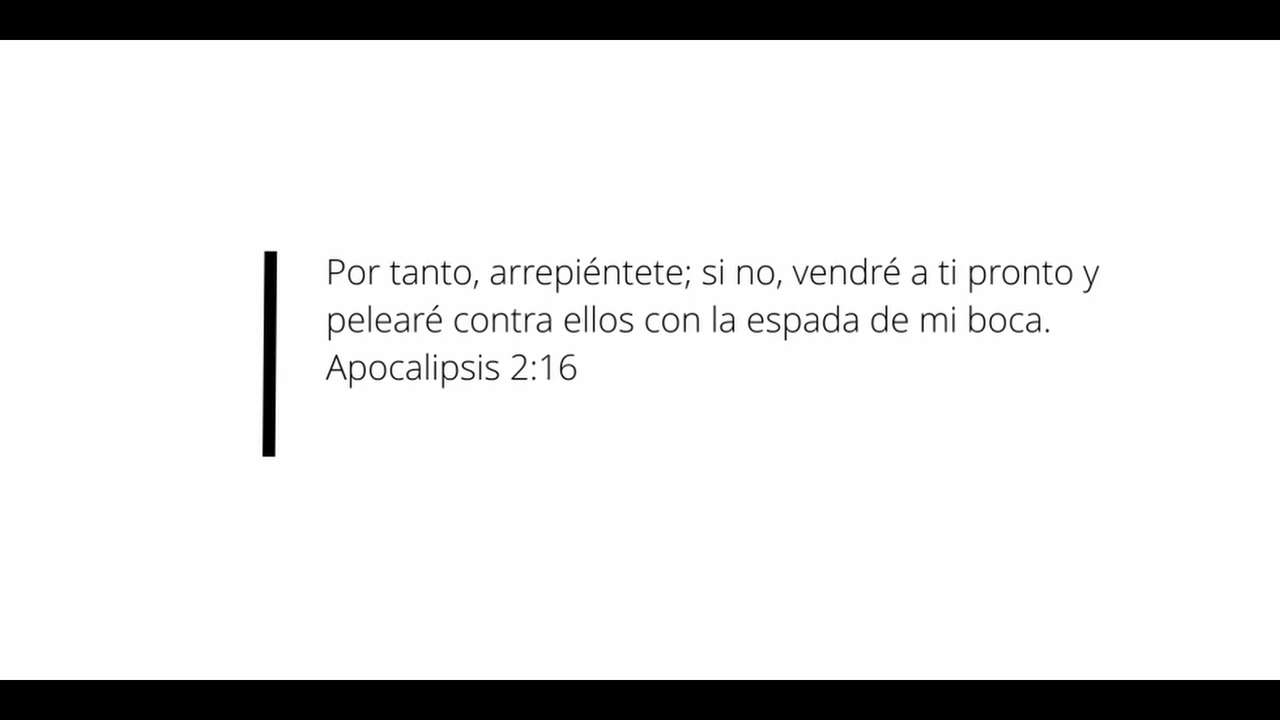 Por tanto, arrepiéntete; si no, vendré a ti pronto y
pelearé contra ellos con la espada de mi boca.
Apocalipsis 2:16